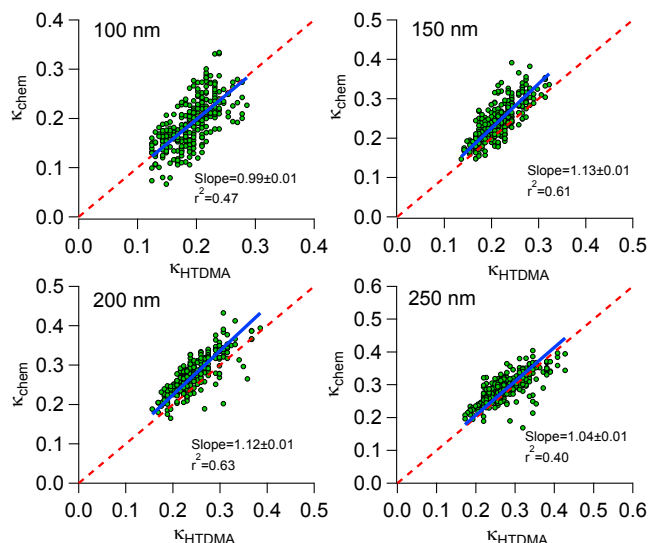 100 nm
0.4
0.3
0.2
0.1
0.0
κchem
Slope=0.99±0.01
r²=0.47
0.0 0.1 0.2 0.3 0.4
κHTDMA
150 nm
0.5
0.4
0.3
0.2
0.1
0.0
κchem
Slope=1.13±0.01
r²=0.61
0.0 0.1 0.2 0.3 0.4 0.5
κHTDMA
200 nm
0.5
0.4
0.3
0.2
0.1
0.0
κchem
Slope=1.12±0.01
r²=0.63
0.0 0.1 0.2 0.3 0.4 0.5
κHTDMA
250 nm
0.6
0.5
0.4
0.3
0.2
0.1
0.0
κchem
Slope=1.04±0.01
r²=0.40
0.0 0.1 0.2 0.3 0.4 0.5 0.6
κHTDMA